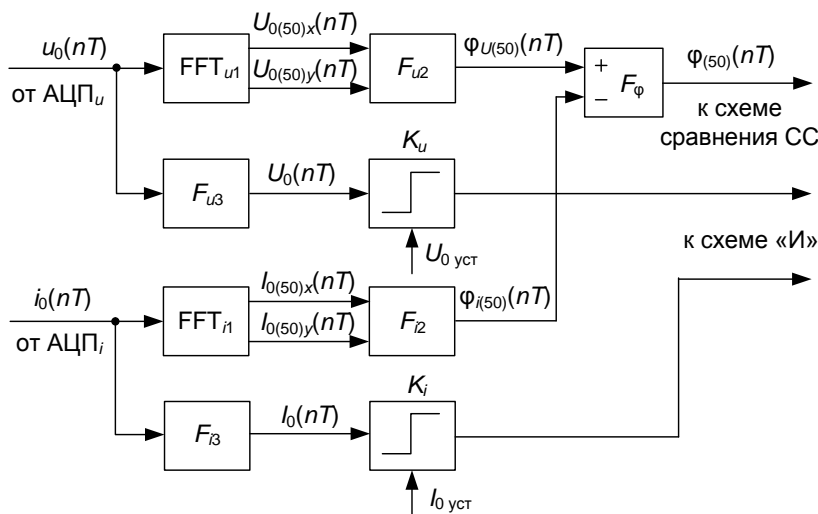 U₀(50)x(nT)
u₀(nT)
FFTu1
U₀(50)y(nT)
Fu2
φU(50)(nT)
+
−
Fφ
φ(50)(nT)
от АЦПu
к схеме
сравнения СС
Ku
Fu3
U₀(nT)
U₀ уст
к схеме «И»
i₀(nT)
I₀(50)x(nT)
FFTi1
I₀(50)y(nT)
Fi2
φi(50)(nT)
от АЦПi
Ki
Fi3
I₀(nT)
I₀ уст